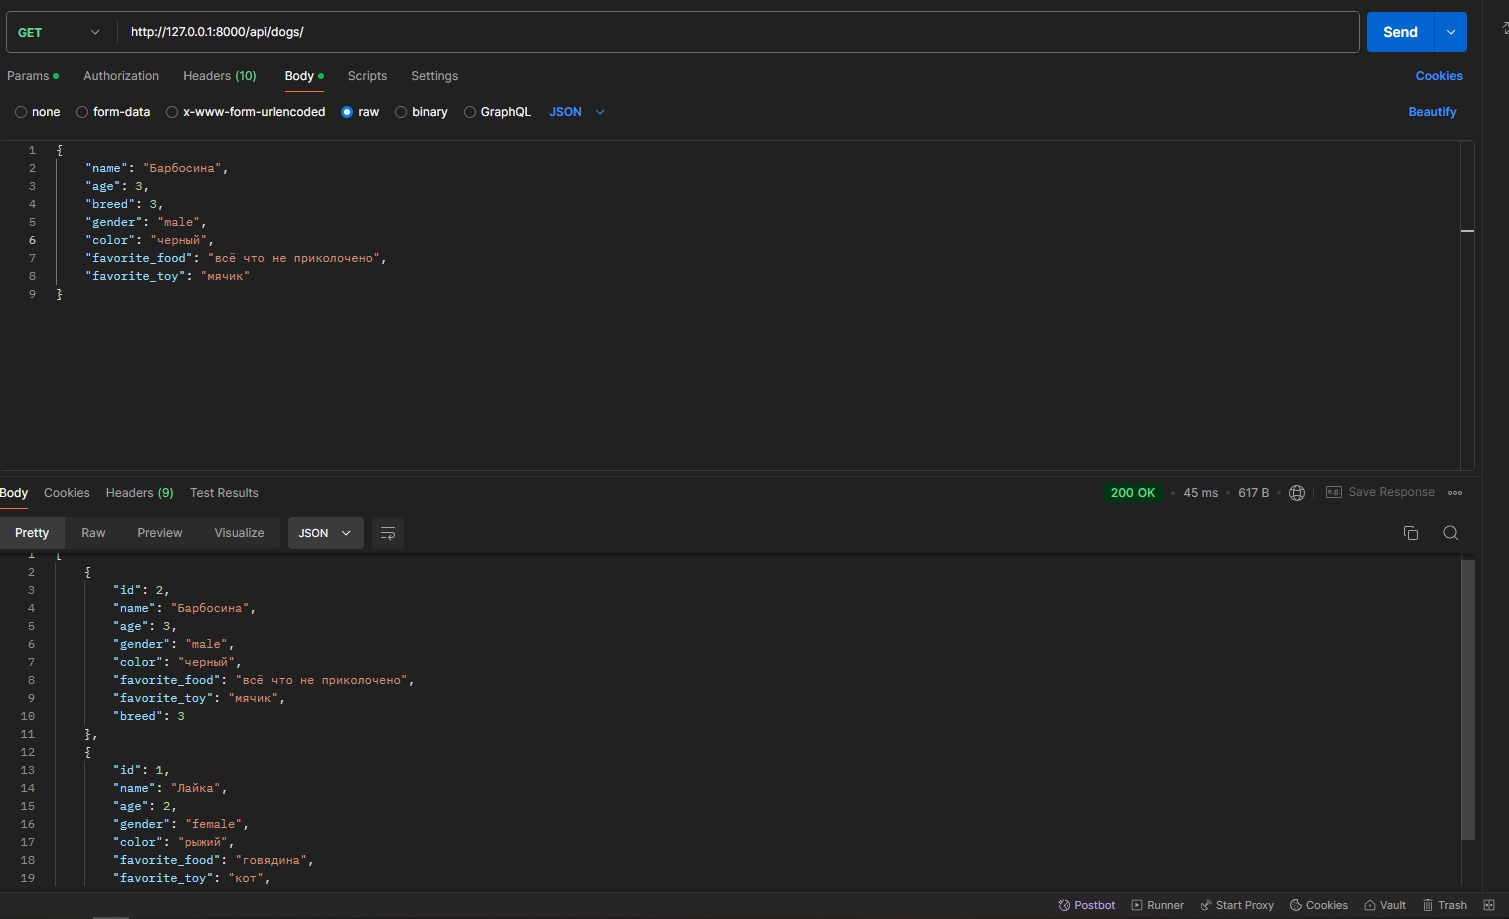 GET http://127.0.0.1:8000/api/dogs/ Send
Params Authorization Headers (10) Body Scripts Settings Cookies
none form-data x-www-form-urlencoded raw binary GraphQL JSON Beautify
1 {
2 "name": "Барбосина",
3 "age": 3,
4 "breed": 3,
5 "gender": "male",
6 "color": "черный",
7 "favorite_food": "всё что не приколочено",
8 "favorite_toy": "мячик"
9 }
Body Cookies Headers (9) Test Results 200 OK 45 ms 617 B e.g. Save Response
Pretty Raw Preview Visualize JSON
1 [
2 {
3 "id": 2,
4 "name": "Барбосина",
5 "age": 3,
6 "gender": "male",
7 "color": "черный",
8 "favorite_food": "всё что не приколочено",
9 "favorite_toy": "мячик",
10 "breed": 3
11 },
12 {
13 "id": 1,
14 "name": "Лайка",
15 "age": 2,
16 "gender": "female",
17 "color": "рыжий",
18 "favorite_food": "говядина",
19 "favorite_toy": "кот",
Postbot Runner Start Proxy Cookies Vault Trash